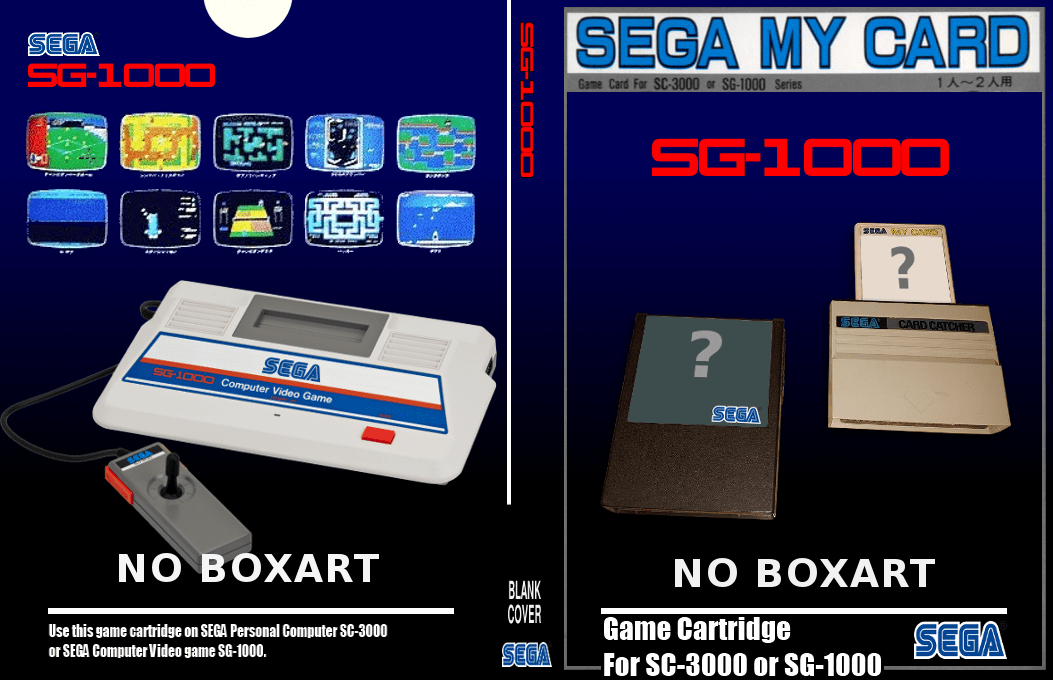 SEGA
SG-1000
SEGA
SG-1000 Computer Video Game
SEGA
NO BOXART
Use this game cartridge on SEGA Personal Computer SC-3000
or SEGA Computer Video game SG-1000.
SG-1000
BLANK
COVER
SEGA
SEGA MY CARD
Game Card For SC-3000 or SG-1000 Series
1人〜2人用
SG-1000
SEGA MY CARD
?
SEGA CARD CATCHER
?
SEGA
NO BOXART
Game Cartridge
For SC-3000 or SG-1000
SEGA